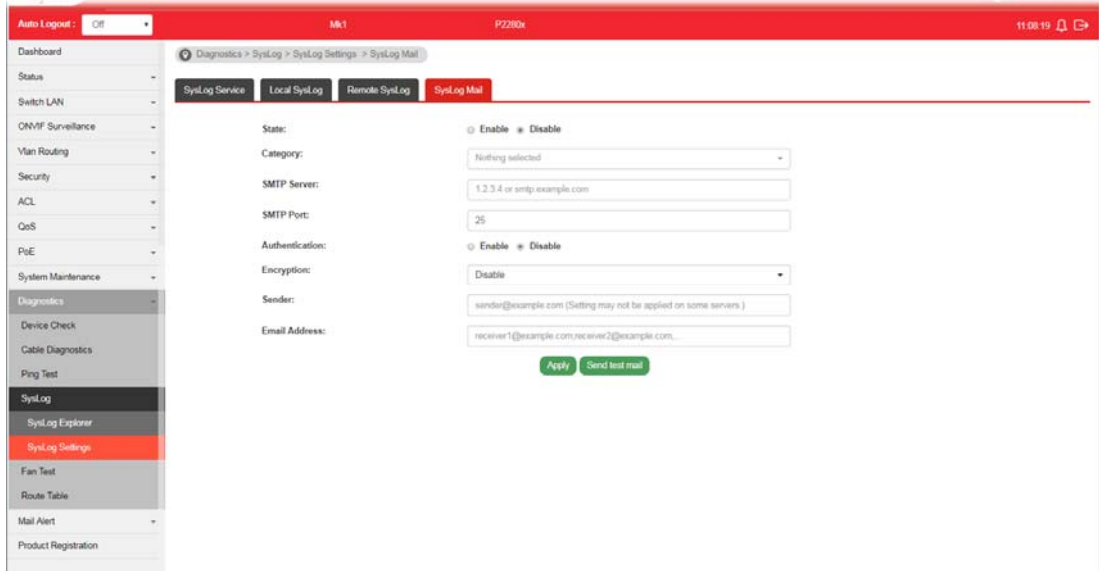 Auto Logout : Off Mk1 P2280x 11:08:19
Dashboard
Status
Switch LAN
ONVIF Surveillance
Vlan Routing
Security
ACL
QoS
PoE
System Maintenance
Diagnostics
Device Check
Cable Diagnostics
Ping Test
SysLog
SysLog Explorer
SysLog Settings
Fan Test
Route Table
Mail Alert
Product Registration
Diagnostics > SysLog > SysLog Settings > SysLog Mail
SysLog Service Local SysLog Remote SysLog SysLog Mail
State: Enable Disable
Category: Nothing selected
SMTP Server: 1.2.3.4 or smtp.example.com
SMTP Port: 25
Authentication: Enable Disable
Encryption: Disable
Sender: sender@example.com (Setting may not be applied on some servers.)
Email Address: receiver1@example.com;receiver2@example.com,...
Apply Send test mail